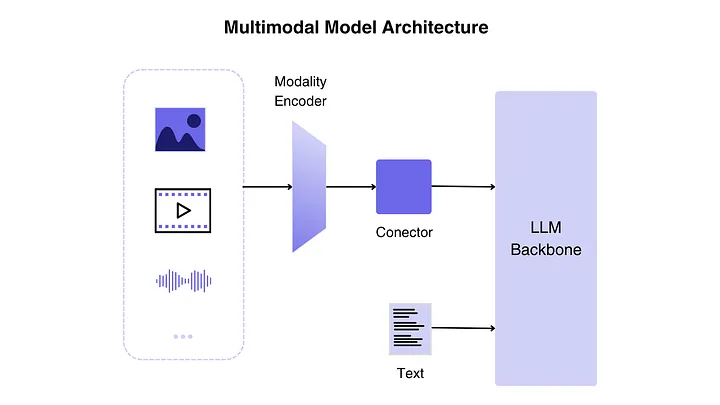 Multimodal Model Architecture
Modality
Encoder
Conector
LLM
Backbone
Text